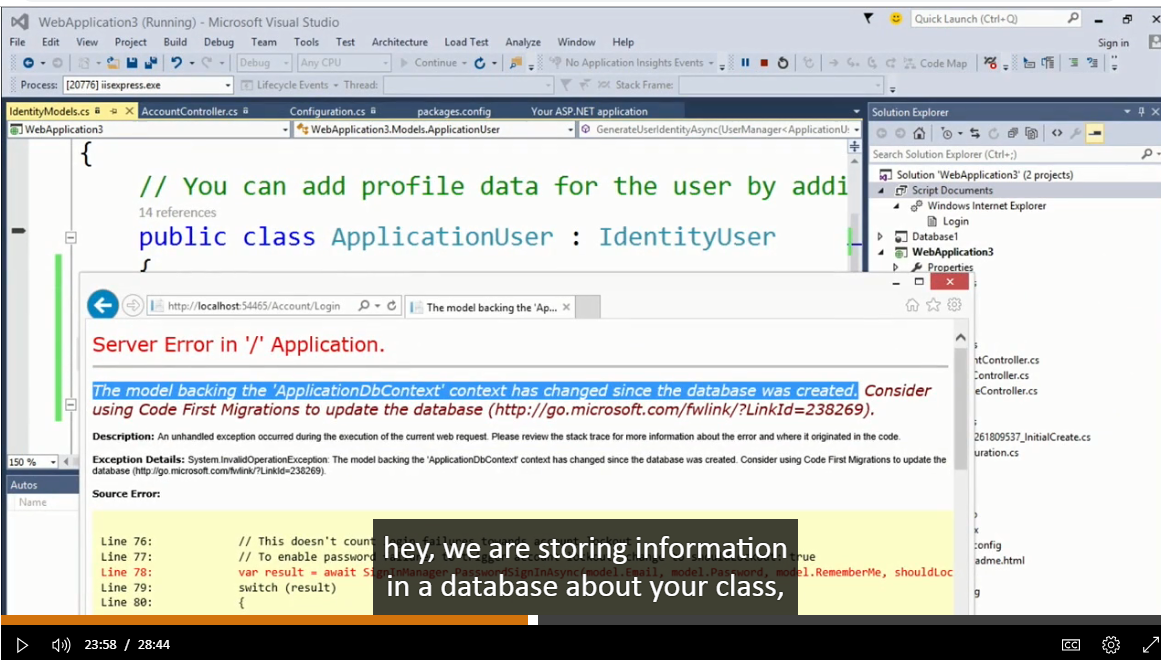 WebApplication3 (Running) - Microsoft Visual Studio
Quick Launch (Ctrl+Q)
File Edit View Project Build Debug Team Tools Test Architecture Load Test Analyze Window Help
Sign in
Debug Any CPU Continue No Application Insights Events Code Map
Process: [20776] iisexpress.exe Lifecycle Events Thread: Stack Frame:
IdentityModels.cs AccountController.cs Configuration.cs packages.config Your ASP.NET application
WebApplication3 WebApplication3.Models.ApplicationUser GenerateUserIdentityAsync(UserManager<ApplicationU
{
// You can add profile data for the user by addi
14 references
public class ApplicationUser : IdentityUser
{
Solution Explorer
Search Solution Explorer (Ctrl+;)
Solution 'WebApplication3' (2 projects)
Script Documents
Windows Internet Explorer
Login
Database1
WebApplication3
Properties
s
ntController.cs
Controller.cs
eController.cs
s
261809537_InitialCreate.cs
uration.cs
x
config
adme.html
g
150 %
Autos
Name
http://localhost:54465/Account/Login
The model backing the 'Ap...
Server Error in '/' Application.
The model backing the 'ApplicationDbContext' context has changed since the database was created. Consider
using Code First Migrations to update the database (http://go.microsoft.com/fwlink/?LinkId=238269).
Description: An unhandled exception occurred during the execution of the current web request. Please review the stack trace for more information about the error and where it originated in the code.
Exception Details: System.InvalidOperationException: The model backing the 'ApplicationDbContext' context has changed since the database was created. Consider using Code First Migrations to update the
database (http://go.microsoft.com/fwlink/?LinkId=238269).
Source Error:
Line 76: // This doesn't count
Line 77: // To enable password true
Line 78: var result = await SignInManager.PasswordSignInAsync(model.Email, model.Password, model.RememberMe, shouldLoc
Line 79: switch (result)
Line 80: {
hey, we are storing information
in a database about your class,
23:58 / 28:44
CC